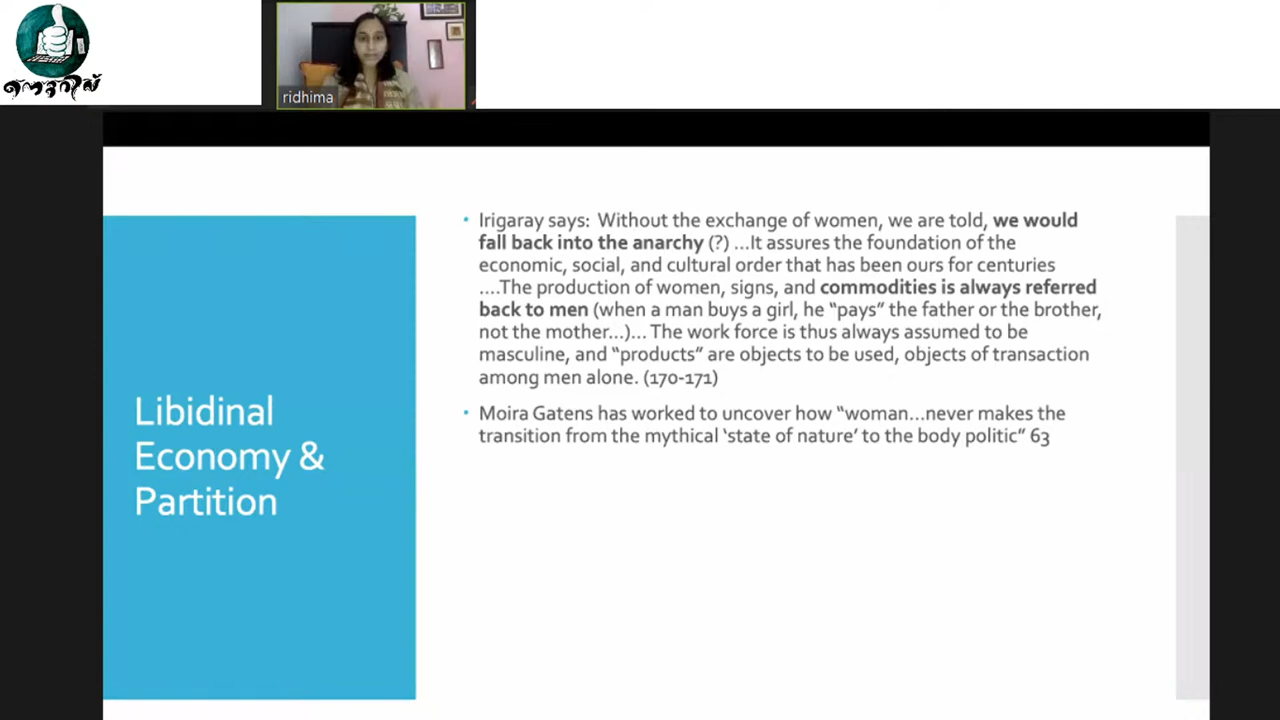 ridhima
Irigaray says: Without the exchange of women, we are told, we would
fall back into the anarchy (?) ...It assures the foundation of the
economic, social, and cultural order that has been ours for centuries
....The production of women, signs, and commodities is always referred
back to men (when a man buys a girl, he “pays” the father or the brother,
not the mother...)... The work force is thus always assumed to be
masculine, and “products” are objects to be used, objects of transaction
among men alone. (170-171)
Moira Gatens has worked to uncover how “woman...never makes the
transition from the mythical ‘state of nature’ to the body politic” 63
Libidinal
Economy &
Partition